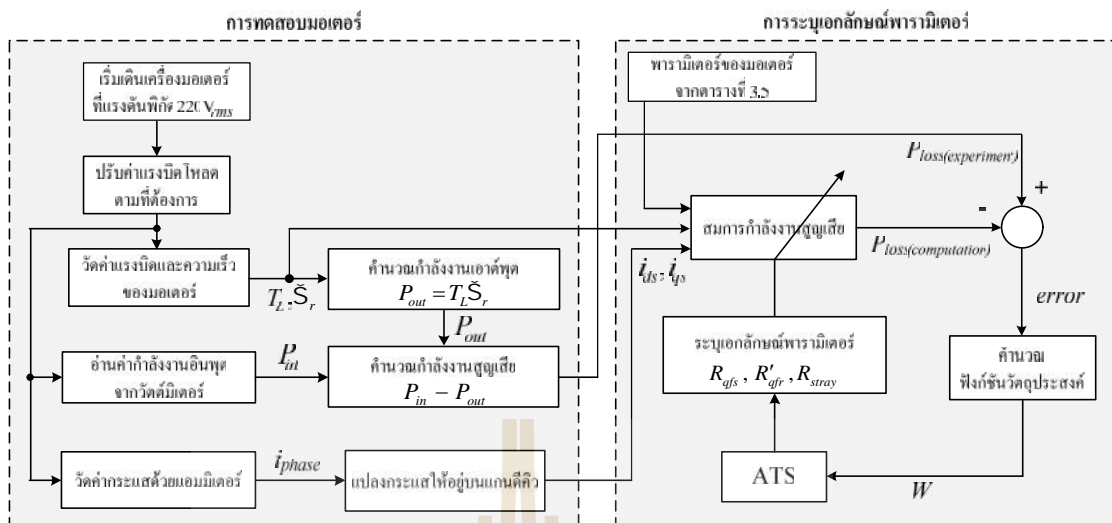 การทดสอบมอเตอร์
การระบุเอกลักษณ์พารามิเตอร์
เริ่มเดินเครื่องมอเตอร์
ที่แรงดันพิกัด 220 Vrms
ปรับค่าแรงบิดโหลด
ตามที่ต้องการ
วัดค่าแรงบิดและความเร็ว
ของมอเตอร์
T_L , Š_r
คำนวณกำลังงานเอาต์พุต
P_out = T_L Š_r
P_out
อ่านค่ากำลังงานอินพุต
จากวัตต์มิเตอร์
P_in
คำนวณกำลังงานสูญเสีย
P_in − P_out
วัดค่ากระแสด้วยแอมมิเตอร์
i_phase
แปลงกระแสให้อยู่บนแกนดีคิว
พารามิเตอร์ของมอเตอร์
จากตารางที่ 3.5
สมการกำลังงานสูญเสีย
i_ds , i_qs
P_loss(experiment)
+
-
P_loss(computation)
error
ระบุเอกลักษณ์พารามิเตอร์
R_qfs , R′_qfr , R_stray
คำนวณ
ฟังก์ชันวัตถุประสงค์
ATS
W